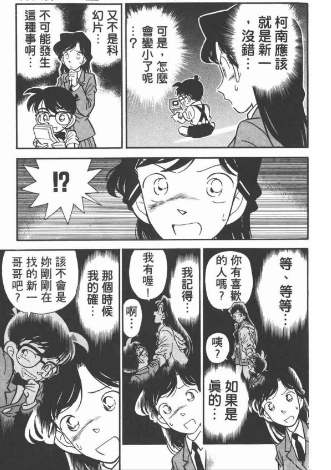 柯南應該
就是新一
，沒錯…
可是，怎麼
會變小了呢
…？
又不是科
幻片…
不可能發生
這種事啊…
!?
等、等等…
你有喜歡
的人嗎？
咦？
如果是
真的…
我記得…
我有喔！
啊…
那個時候
我的確…
該不會是
妳剛剛在
找的新一
哥哥吧？